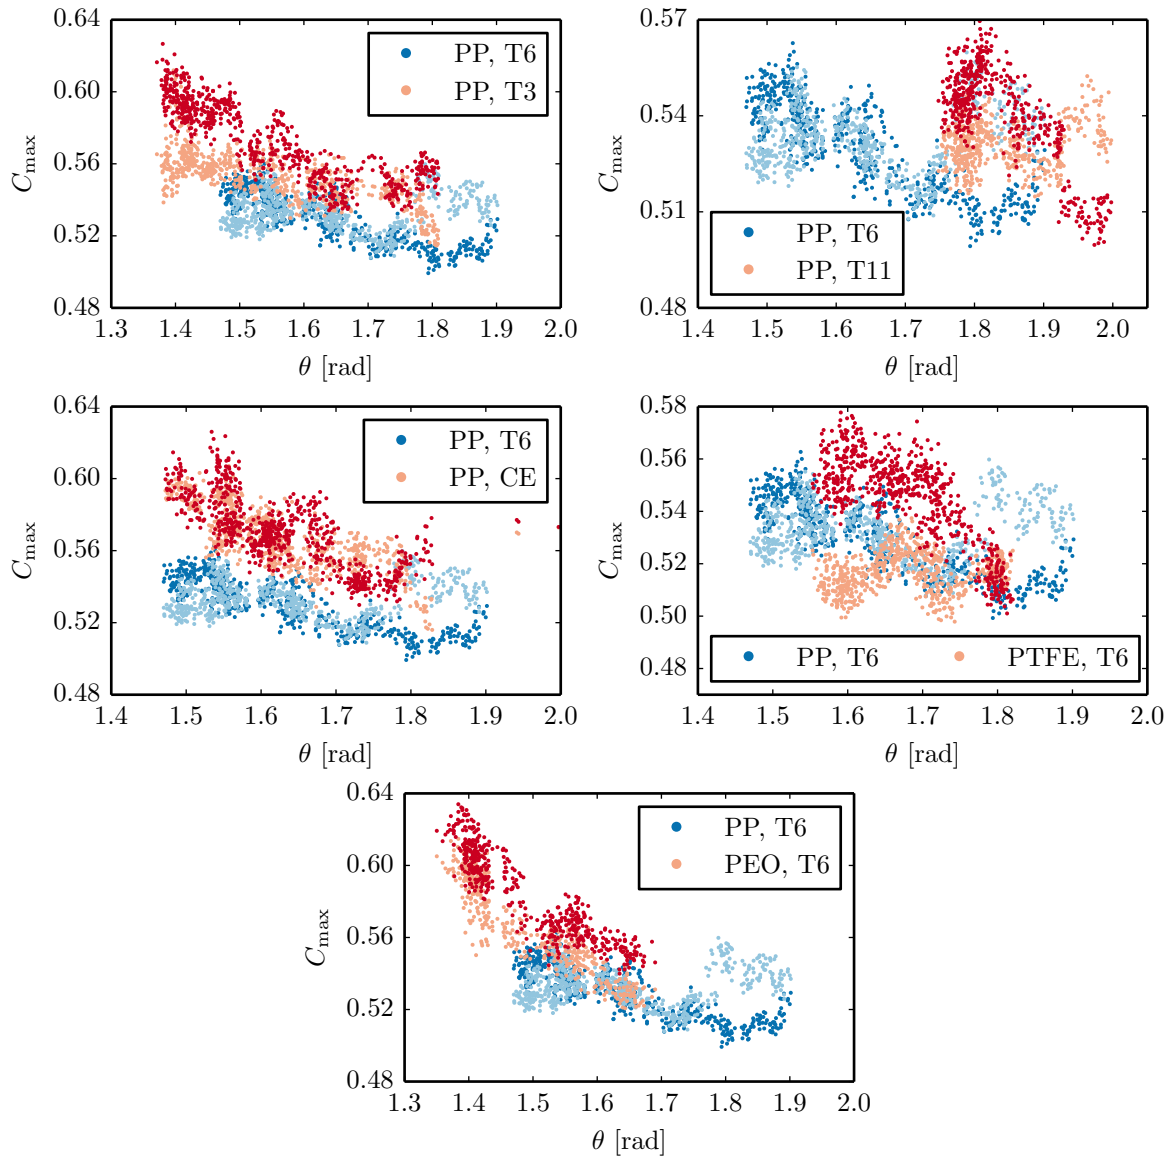 0.64
0.60
0.56
0.52
0.48
C_max
PP, T6
PP, T3
1.3 1.4 1.5 1.6 1.7 1.8 1.9 2.0
θ [rad]
0.57
0.54
0.51
0.48
C_max
PP, T6
PP, T11
1.4 1.5 1.6 1.7 1.8 1.9 2.0
θ [rad]
0.64
0.60
0.56
0.52
0.48
C_max
PP, T6
PP, CE
1.4 1.5 1.6 1.7 1.8 1.9 2.0
θ [rad]
0.58
0.56
0.54
0.52
0.50
0.48
C_max
PP, T6 PTFE, T6
1.4 1.5 1.6 1.7 1.8 1.9 2.0
θ [rad]
0.64
0.60
0.56
0.52
0.48
C_max
PP, T6
PEO, T6
1.3 1.4 1.5 1.6 1.7 1.8 1.9 2.0
θ [rad]